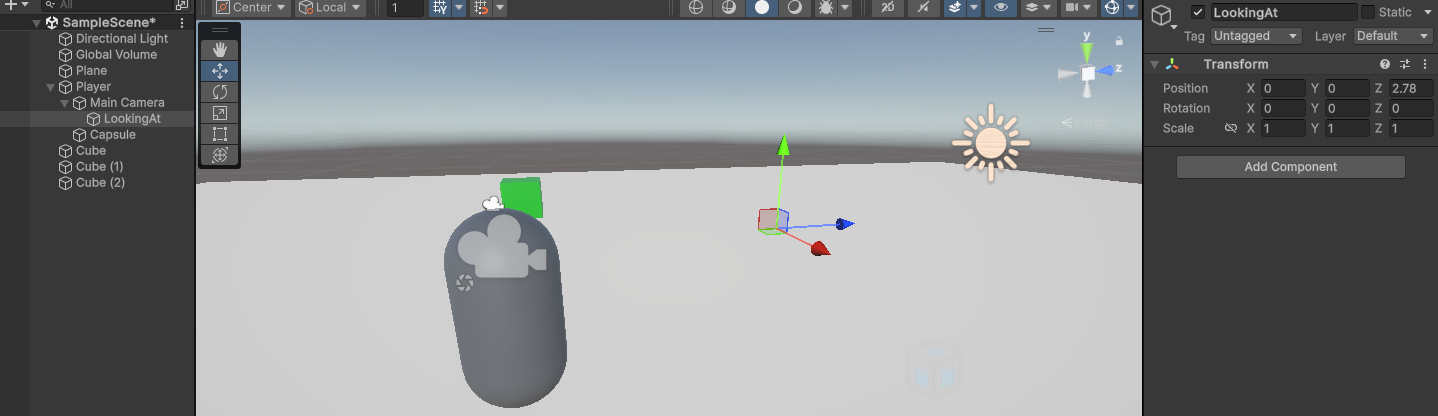 All
SampleScene*
Directional Light
Global Volume
Plane
Player
Main Camera
LookingAt
Capsule
Cube
Cube (1)
Cube (2)
Center Local 1 2D
y
z
Persp
LookingAt Static
Tag Untagged Layer Default
Transform
Position X 0 Y 0 Z 2.78
Rotation X 0 Y 0 Z 0
Scale X 1 Y 1 Z 1
Add Component